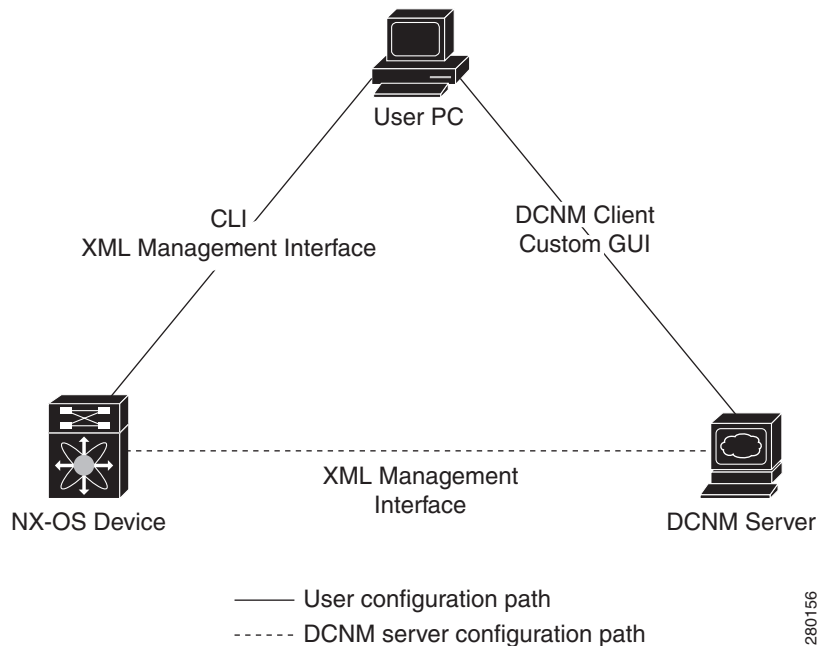 User PC
CLI
XML Management Interface
DCNM Client
Custom GUI
XML Management
Interface
NX-OS Device
DCNM Server
User configuration path
DCNM server configuration path
280156